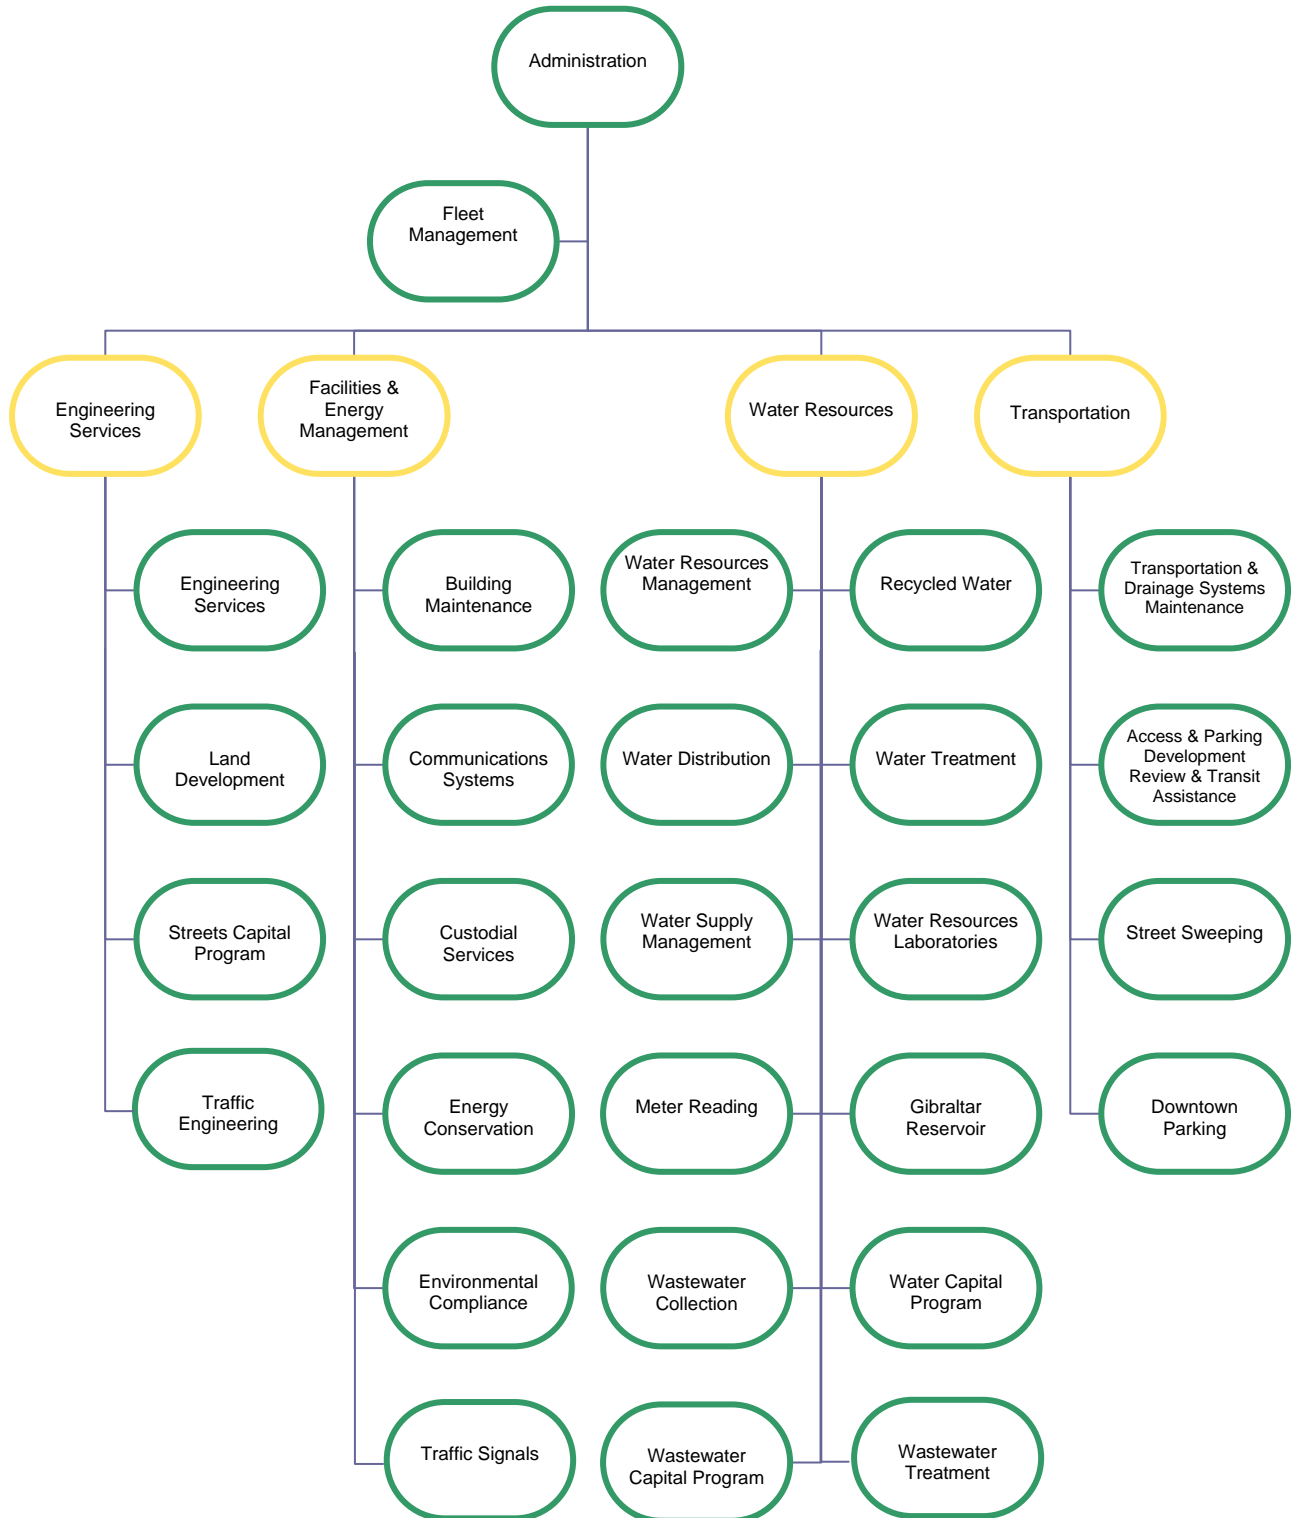 Administration
Fleet
Management
Engineering
Services
Facilities &
Energy
Management
Water Resources
Transportation
Engineering
Services
Building
Maintenance
Water Resources
Management
Recycled Water
Transportation &
Drainage Systems
Maintenance
Land
Development
Communications
Systems
Water Distribution
Water Treatment
Access & Parking
Development
Review & Transit
Assistance
Streets Capital
Program
Custodial
Services
Water Supply
Management
Water Resources
Laboratories
Street Sweeping
Traffic
Engineering
Energy
Conservation
Meter Reading
Gibraltar
Reservoir
Downtown
Parking
Environmental
Compliance
Wastewater
Collection
Water Capital
Program
Traffic Signals
Wastewater
Capital Program
Wastewater
Treatment